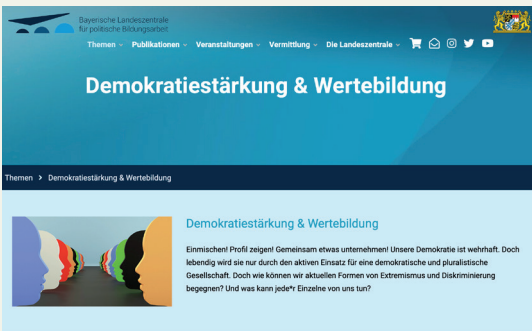 Bayerische Landeszentrale
für politische Bildungsarbeit
Themen Publikationen Veranstaltungen Vermittlung Die Landeszentrale
Demokratiestärkung & Wertebildung
Themen > Demokratiestärkung & Wertebildung
Demokratiestärkung & Wertebildung
Einmischen! Profil zeigen! Gemeinsam etwas unternehmen! Unsere Demokratie ist wehrhaft. Doch
lebendig wird sie nur durch den aktiven Einsatz für eine demokratische und pluralistische
Gesellschaft. Doch wie können wir aktuellen Formen von Extremismus und Diskriminierung
begegnen? Und was kann jede*r Einzelne von uns tun?